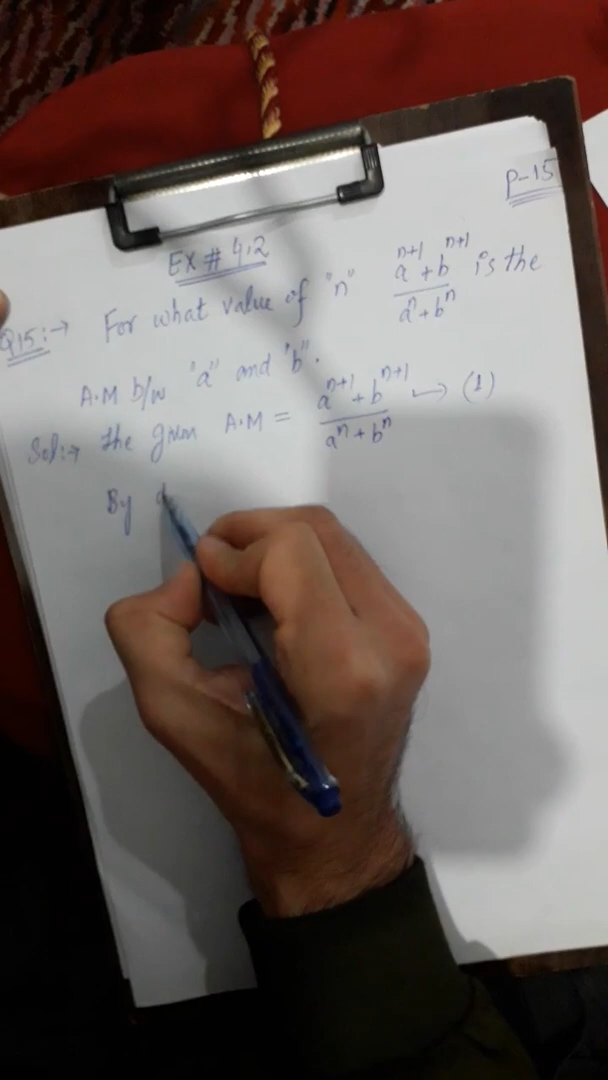 P-15
EX # 4.2
Q15:→ For what value of "n" (a^{n+1} + b^{n+1})/(a^n + b^n) is the
A.M b/w "a" and "b".
Sol:→ the given A.M = (a^{n+1} + b^{n+1})/(a^n + b^n) → (1)
By